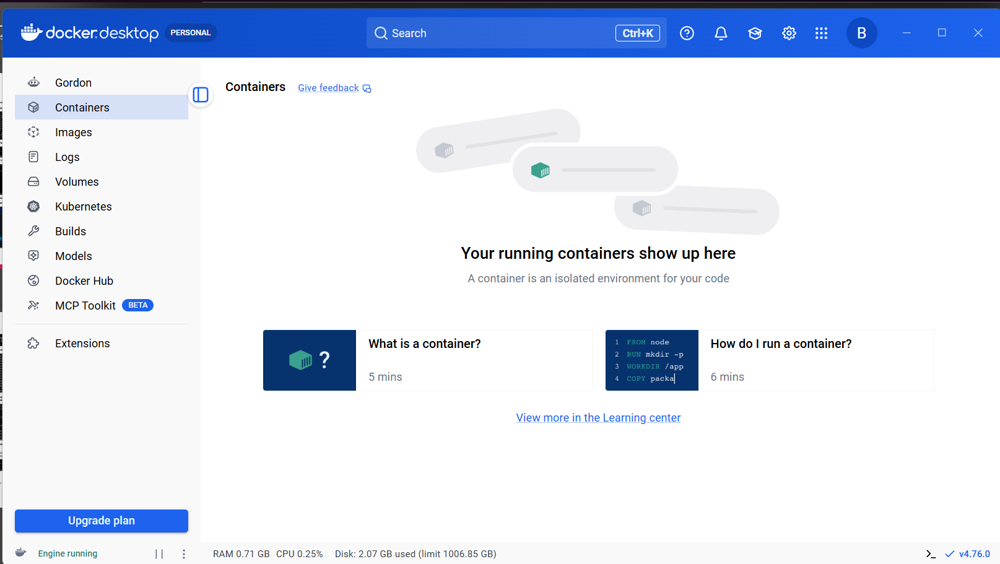 docker.desktop PERSONAL
Search
Ctrl+K
B
Gordon
Containers
Images
Logs
Volumes
Kubernetes
Builds
Models
Docker Hub
MCP Toolkit BETA
Extensions
Upgrade plan
Containers Give feedback
Your running containers show up here
A container is an isolated environment for your code
?
What is a container?
5 mins
1 FROM node
2 RUN mkdir -p
3 WORKDIR /app
4 COPY packa
How do I run a container?
6 mins
View more in the Learning center
Engine running
RAM 0.71 GB CPU 0.25% Disk: 2.07 GB used (limit 1006.85 GB)
v4.76.0